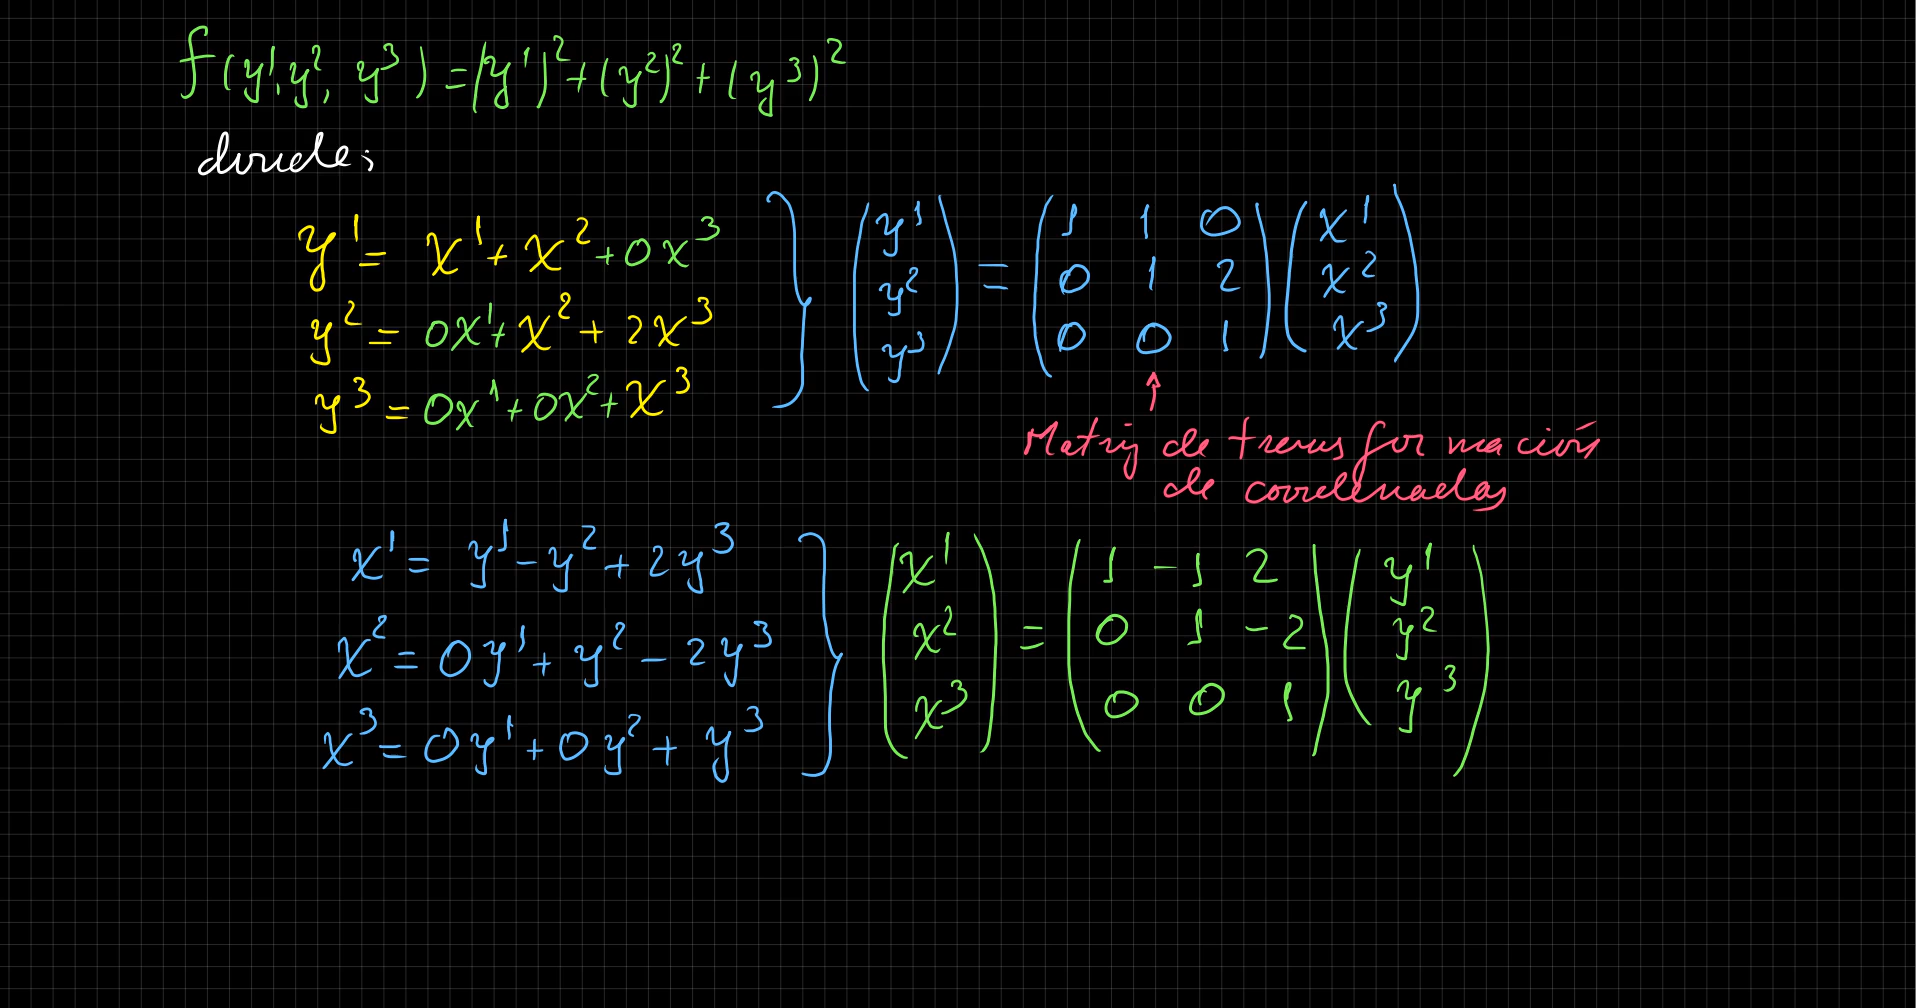 f(y¹, y², y³) = (y¹)² + (y²)² + (y³)²
donde:
y¹ = x¹ + x² + 0x³
y² = 0x¹ + x² + 2x³
y³ = 0x¹ + 0x² + x³
} (y¹ y² y³) = (1 1 0
0 1 2
0 0 1) (x¹ x² x³)
↑
Matriz de transformación
de coordenadas
x¹ = y¹ - y² + 2y³
x² = 0y¹ + y² - 2y³
x³ = 0y¹ + 0y² + y³
} (x¹ x² x³) = (1 -1 2
0 1 -2
0 0 1) (y¹ y² y³)